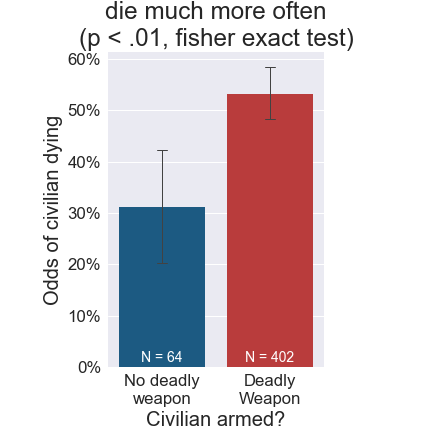 die much more often
(p < .01, fisher exact test)
60%
50%
40%
30%
20%
10%
0%
Odds of civilian dying
N = 64
N = 402
No deadly
weapon
Deadly
Weapon
Civilian armed?